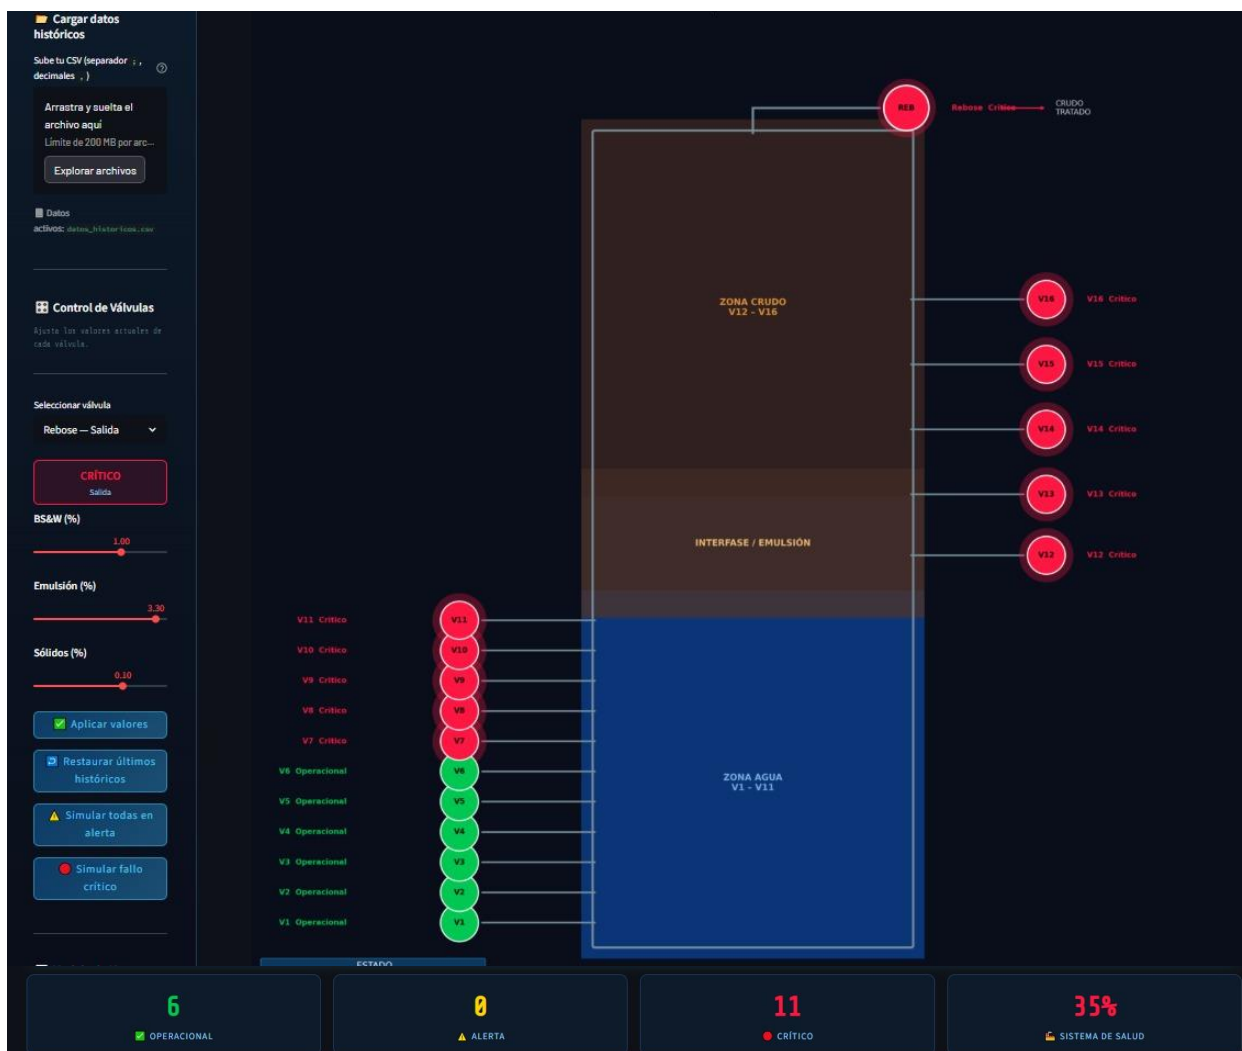 Cargar datos
históricos
Sube tu CSV (separador ; ,
decimales , )
Arrastra y suelta el
archivo aquí
Límite de 200 MB por arc...
Explorar archivos
Datos
activos: datos_historicos.csv
Control de Válvulas
Ajusta los valores actuales de
cada válvula.
Seleccionar válvula
Rebose — Salida
CRÍTICO
Salida
BS&W (%)
1.00
Emulsión (%)
3.30
Sólidos (%)
0.10
Aplicar valores
Restaurar últimos
históricos
Simular todas en
alerta
Simular fallo
crítico
REB
Rebose Crítico
CRUDO
TRATADO
ZONA CRUDO
V12 - V16
V16
V16 Crítico
V15
V15 Crítico
V14
V14 Crítico
V13
V13 Crítico
INTERFASE / EMULSIÓN
V12
V12 Crítico
V11 Crítico
V11
V10 Crítico
V10
V9 Crítico
V9
V8 Crítico
V8
V7 Crítico
V7
V6 Operacional
V6
V5 Operacional
V5
V4 Operacional
V4
V3 Operacional
V3
V2 Operacional
V2
V1 Operacional
V1
ZONA AGUA
V1 - V11
ESTADO
6
OPERACIONAL
0
ALERTA
11
CRÍTICO
35%
SISTEMA DE SALUD